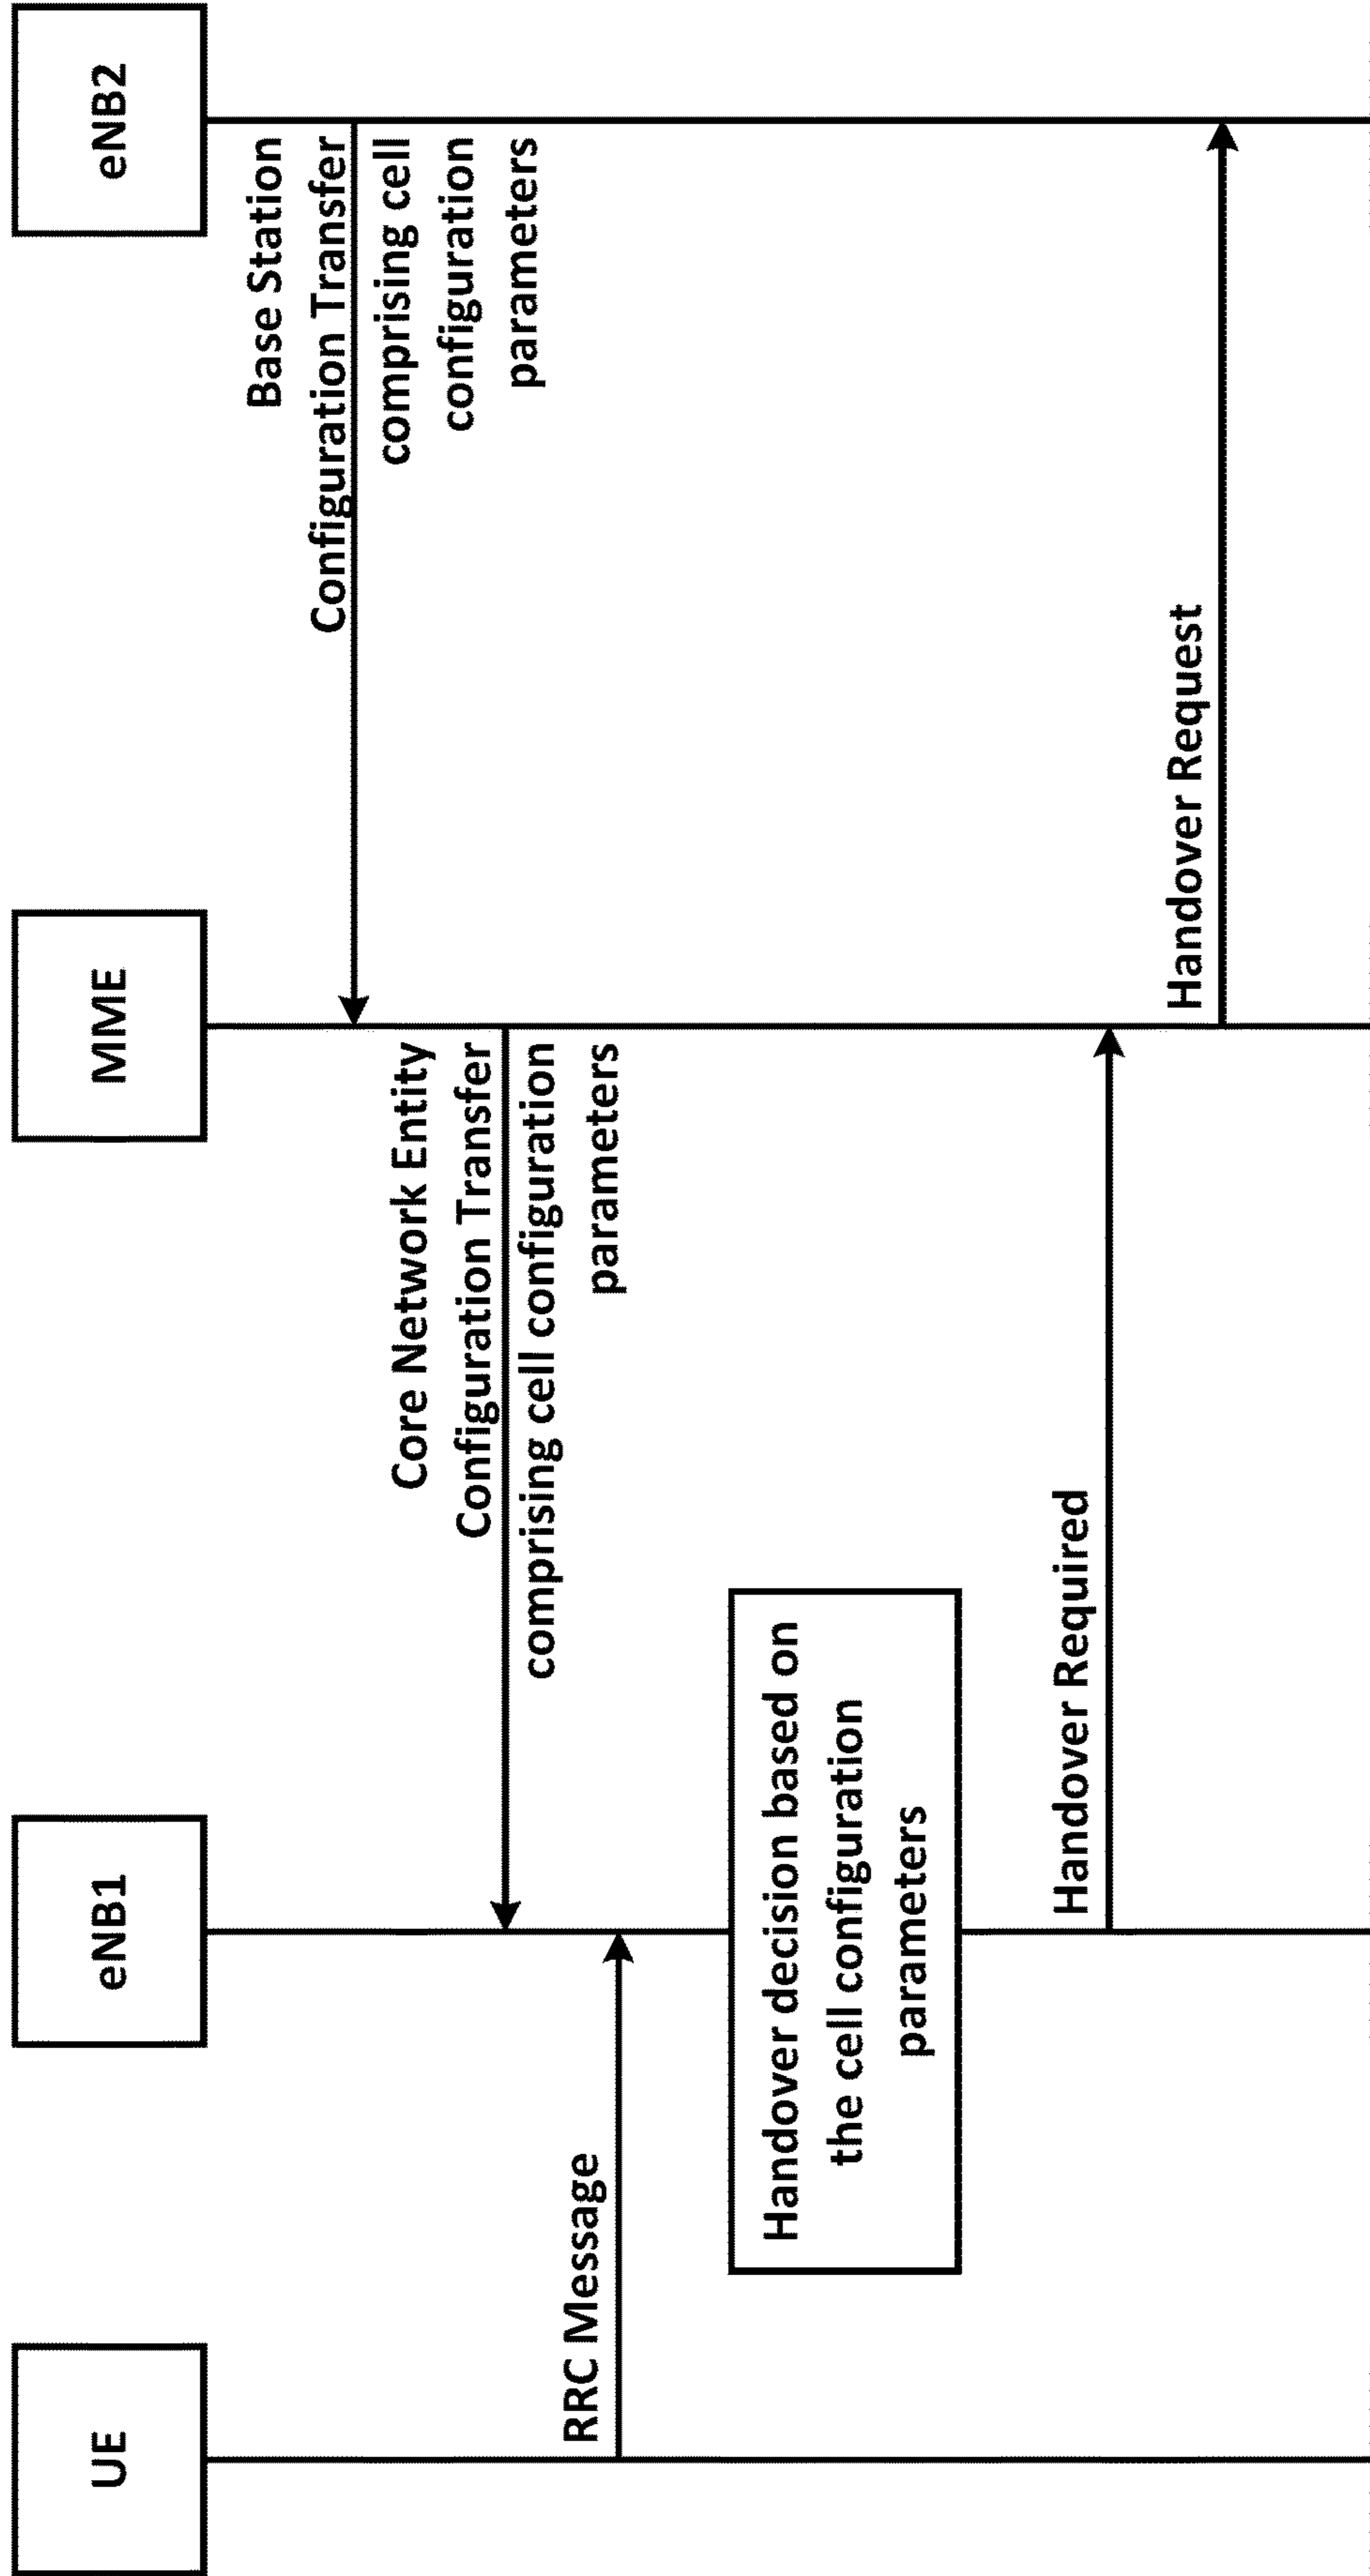 UE
eNB1
MME
eNB2
Base Station
Configuration Transfer
comprising cell
configuration
parameters
Core Network Entity
Configuration Transfer
comprising cell configuration
parameters
RRC Message
Handover decision based on
the cell configuration
parameters
Handover Required
Handover Request